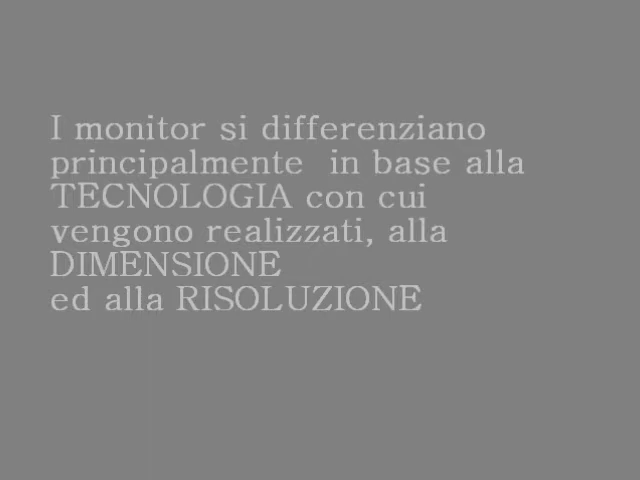 I monitor si differenziano
principalmente  in base alla
TECNOLOGIA con cui
vengono realizzati, alla
DIMENSIONE
ed alla RISOLUZIONE